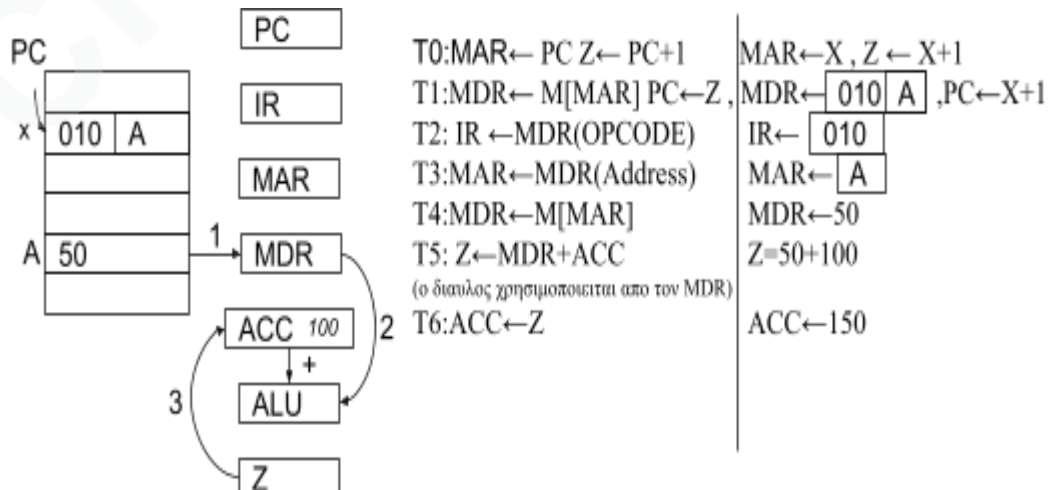 PC
x 010 A
A 50
1
PC
IR
MAR
MDR
ACC 100
+
2
ALU
3
Z
T0:MAR← PC Z← PC+1
T1:MDR← M[MAR] PC←Z ,
T2: IR ←MDR(OPCODE)
T3:MAR←MDR(Address)
T4:MDR←M[MAR]
T5: Z←MDR+ACC
(ο διαυλος χρησιμοποιειται απο τον MDR)
T6:ACC←Z
MAR←X , Z ← X+1
MDR← 010 A ,PC←X+1
IR← 010
MAR← A
MDR←50
Z=50+100
ACC←150